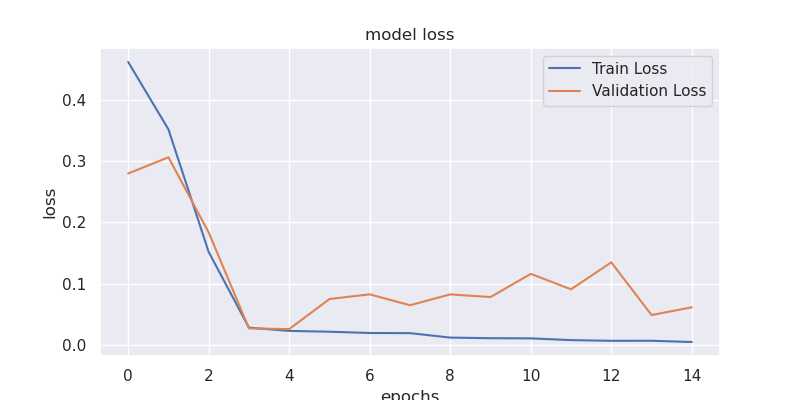 model loss
Train Loss
Validation Loss
0.4
0.3
0.2
0.1
0.0
loss
0 2 4 6 8 10 12 14
epochs